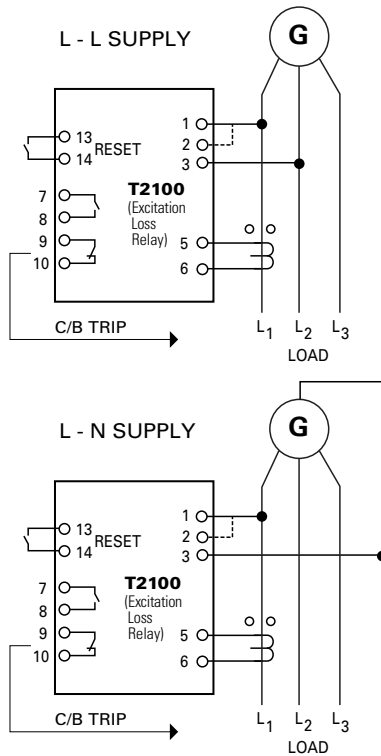 L - L SUPPLY
G
13
14
RESET
1
2
3
7
8
T2100
(Excitation
Loss
Relay)
9
10
5
6
C/B TRIP
L1
L2
L3
LOAD
L - N SUPPLY
G
13
14
RESET
1
2
3
7
8
T2100
(Excitation
Loss
Relay)
9
10
5
6
C/B TRIP
L1
L2
L3
LOAD